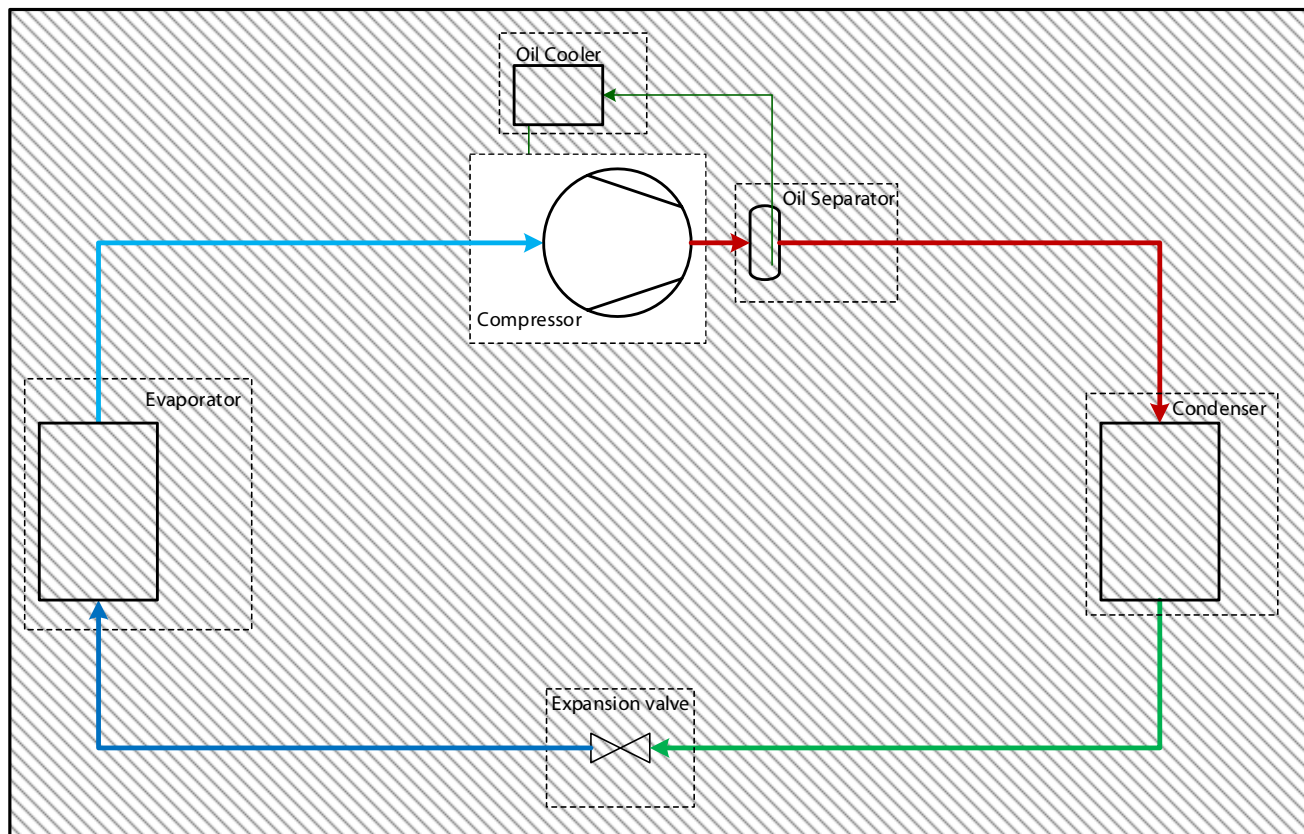 Oil Cooler
Oil Separator
Compressor
Evaporator
Condenser
Expansion valve